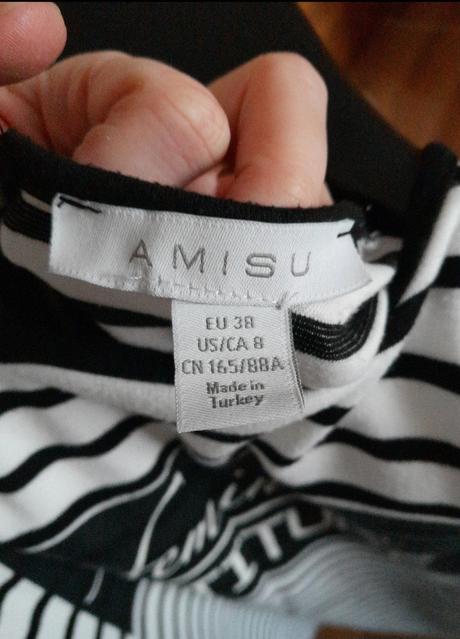 AMISU
EU 38
US/CA 8
CN 165/88A
Made in
Turkey